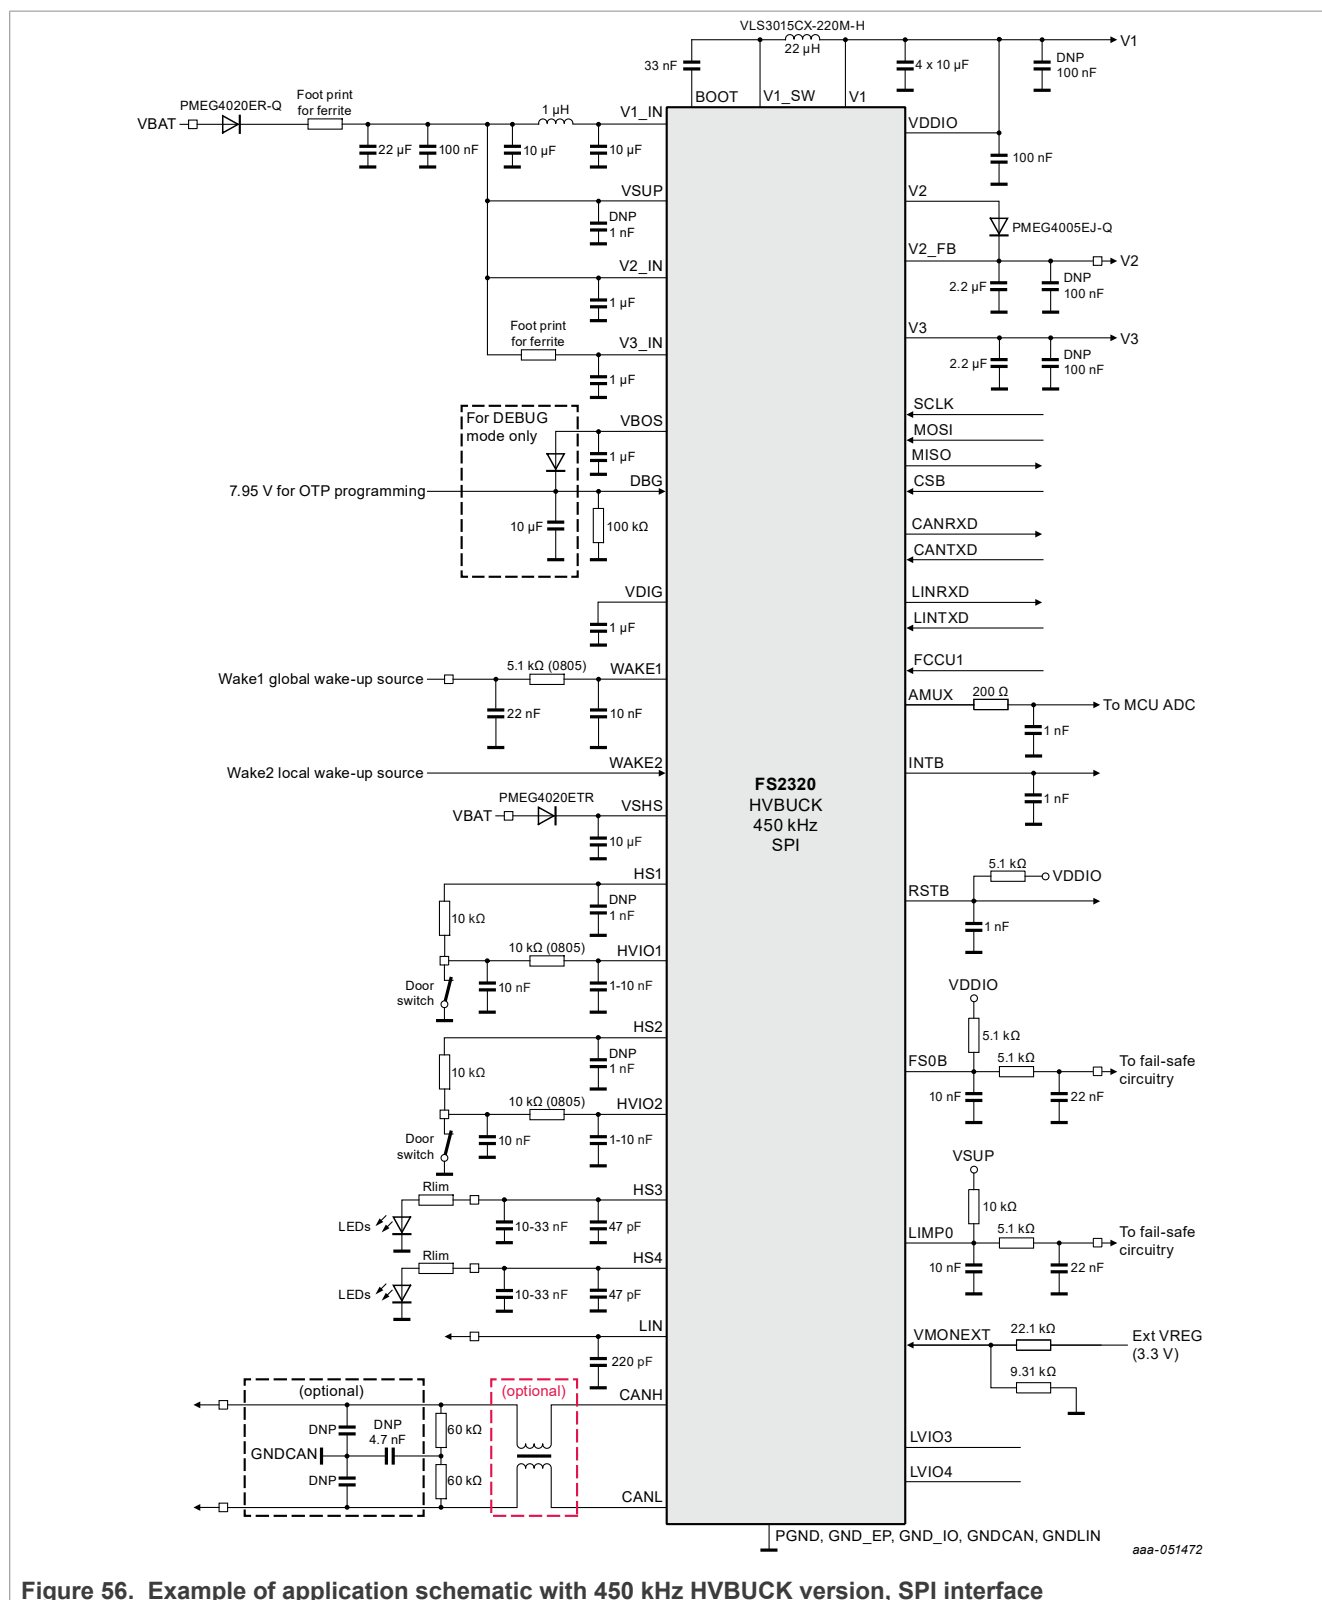 VLS3015CX-220M-H
22 µH
33 nF
4 x 10 µF
DNP
100 nF
V1
BOOT
V1_SW
V1
PMEG4020ER-Q
Foot print
for ferrite
VBAT
1 µH
V1_IN
22 µF
100 nF
10 µF
10 µF
VDDIO
100 nF
VSUP
DNP
1 nF
V2
PMEG4005EJ-Q
V2_FB
V2
2.2 µF
DNP
100 nF
V2_IN
1 µF
Foot print
for ferrite
V3_IN
1 µF
V3
V3
2.2 µF
DNP
100 nF
For DEBUG
mode only
VBOS
1 µF
7.95 V for OTP programming
DBG
10 µF
100 kΩ
SCLK
MOSI
MISO
CSB
CANRXD
CANTXD
VDIG
1 µF
LINRXD
LINTXD
FCCU1
Wake1 global wake-up source
5.1 kΩ (0805)
WAKE1
22 nF
10 nF
AMUX
200 Ω
To MCU ADC
1 nF
Wake2 local wake-up source
WAKE2
INTB
1 nF
FS2320
HVBUCK
450 kHz
SPI
PMEG4020ETR
VBAT
VSHS
10 µF
HS1
DNP
1 nF
10 kΩ
5.1 kΩ
VDDIO
RSTB
1 nF
10 kΩ (0805)
HVIO1
Door
switch
10 nF
1-10 nF
HS2
DNP
1 nF
10 kΩ
VDDIO
5.1 kΩ
FS0B
5.1 kΩ
To fail-safe
circuitry
10 nF
22 nF
10 kΩ (0805)
HVIO2
Door
switch
10 nF
1-10 nF
VSUP
10 kΩ
LIMP0
5.1 kΩ
To fail-safe
circuitry
10 nF
22 nF
Rlim
HS3
LEDs
10-33 nF
47 pF
Rlim
HS4
LEDs
10-33 nF
47 pF
LIN
220 pF
VMONEXT
22.1 kΩ
Ext VREG
(3.3 V)
9.31 kΩ
(optional)
(optional)
CANH
DNP
DNP
4.7 nF
60 kΩ
GNDCAN
DNP
60 kΩ
CANL
LVIO3
LVIO4
PGND, GND_EP, GND_IO, GNDCAN, GNDLIN
aaa-051472
Figure 56. Example of application schematic with 450 kHz HVBUCK version, SPI interface